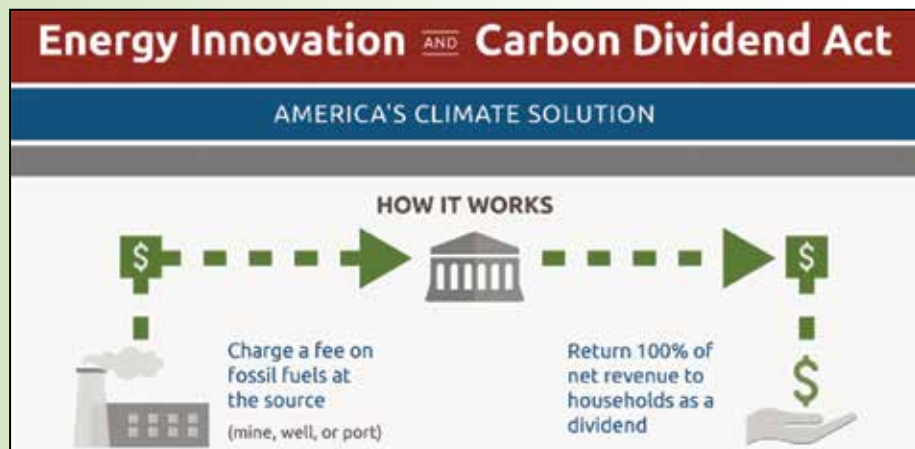 Energy Innovation AND Carbon Dividend Act
AMERICA'S CLIMATE SOLUTION
HOW IT WORKS
$
$
Charge a fee on
fossil fuels at
the source
(mine, well, or port)
Return 100% of
net revenue to
households as a
dividend
$